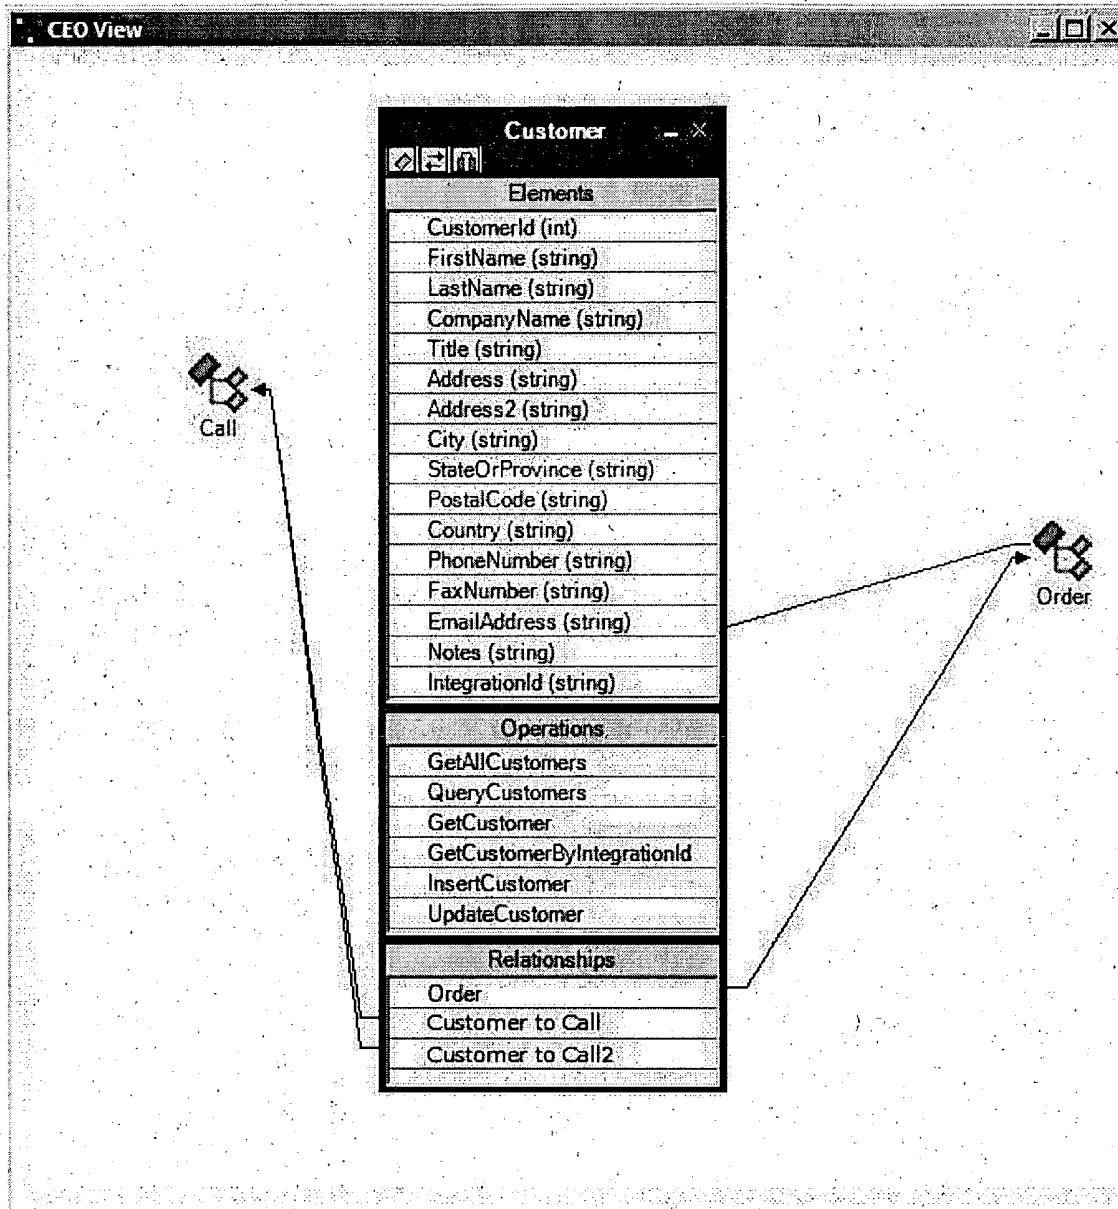 CEO View
Customer
Elements
CustomerId (int)
FirstName (string)
LastName (string)
CompanyName (string)
Title (string)
Address (string)
Address2 (string)
City (string)
StateOrProvince (string)
PostalCode (string)
Country (string)
PhoneNumber (string)
FaxNumber (string)
EmailAddress (string)
Notes (string)
IntegrationId (string)
Operations
GetAllCustomers
QueryCustomers
GetCustomer
GetCustomerByIntegrationId
InsertCustomer
UpdateCustomer
Relationships
Order
Customer to Call
Customer to Call2
Call
Order